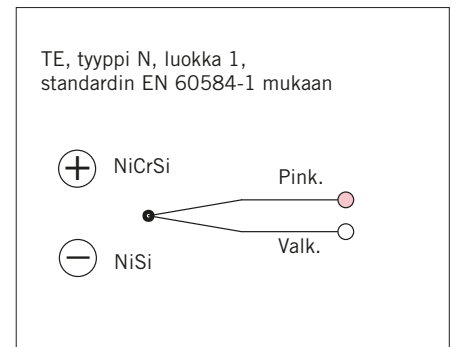 TE, tyyppi N, luokka 1,
standardin EN 60584-1 mukaan
NiCrSi
Pink.
Valk.
NiSi